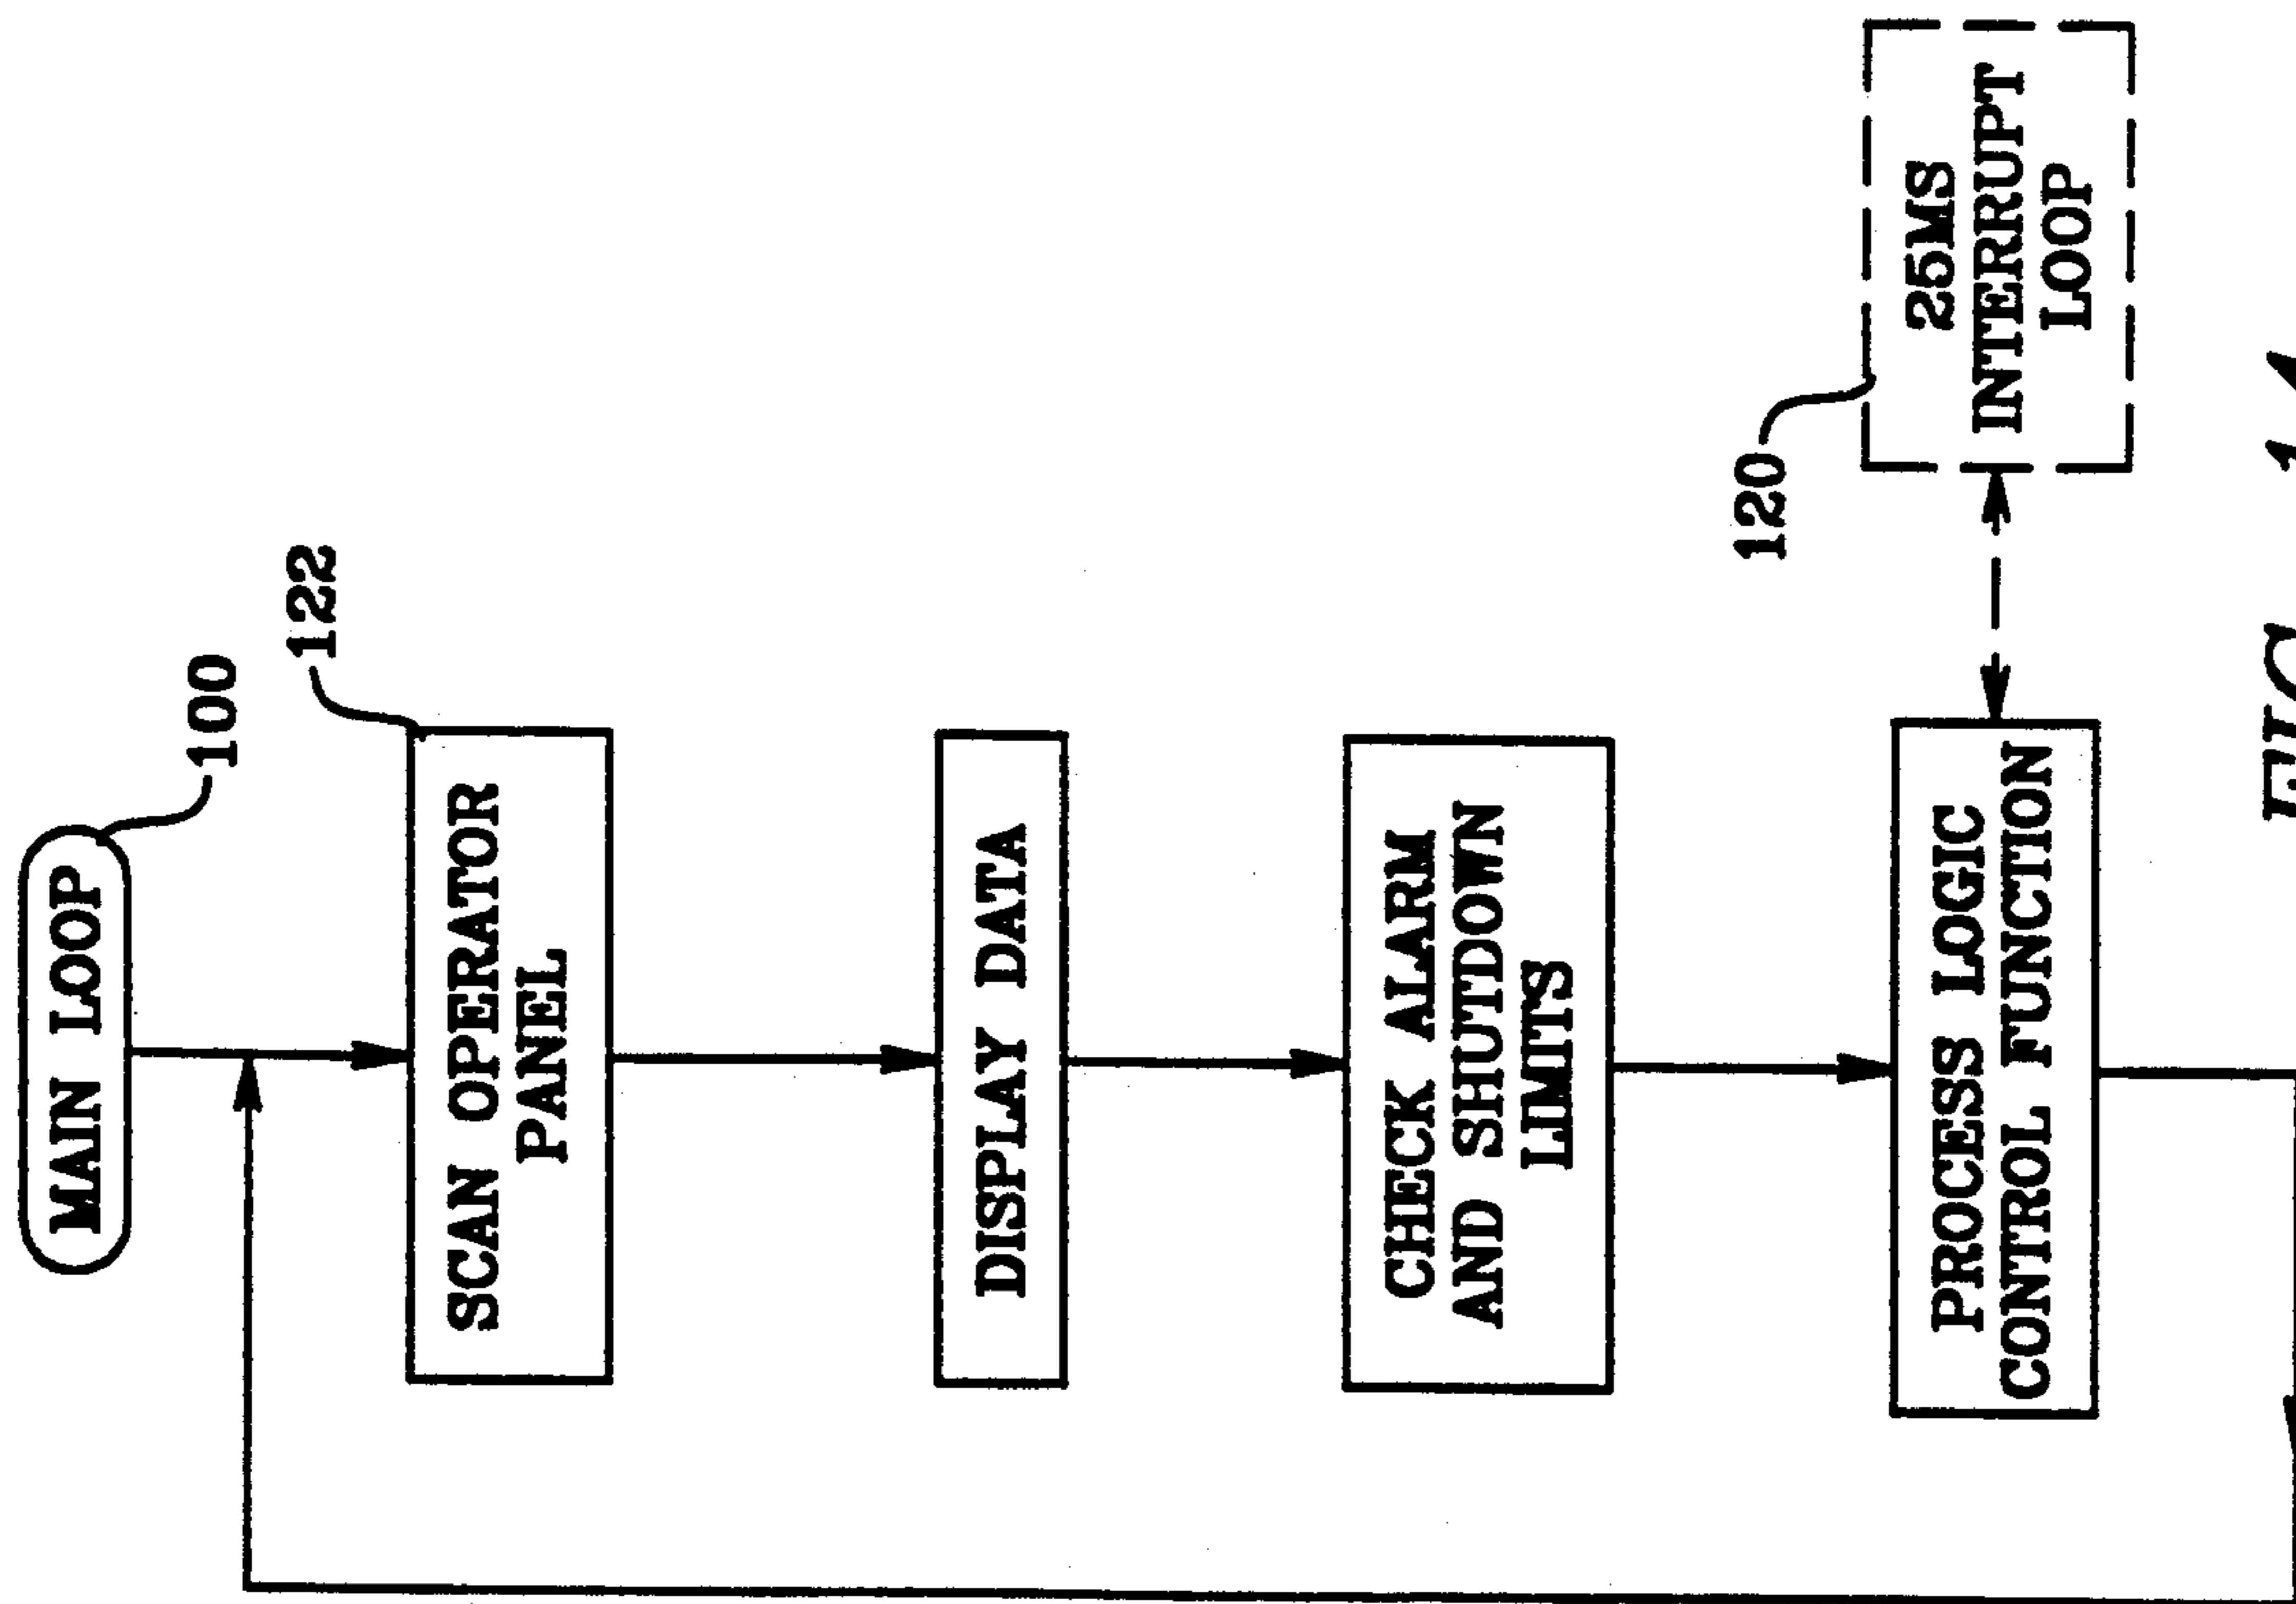 MAIN LOOP
100
122
SCAN OPERATOR
PANEL
DISPLAY DATA
CHECK ALARM
AND SHUTDOWN
LIMITS
120
25MS
INTERRUPT
LOOP
PROCESS LOGIC
CONTROL FUNCTION